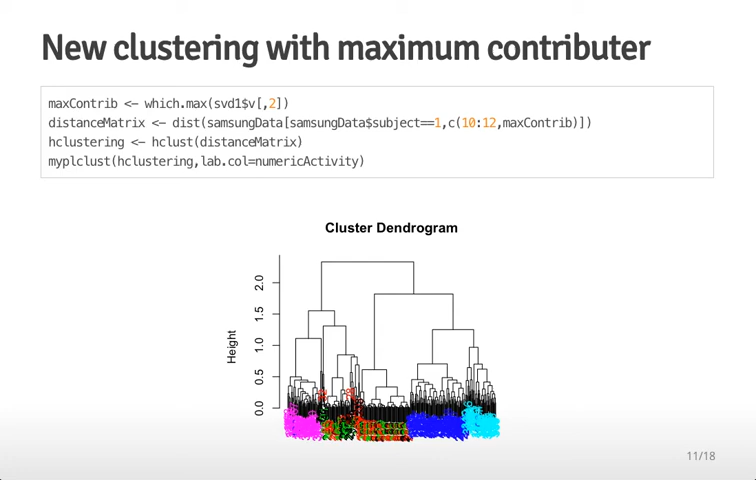 New clustering with maximum contributer
maxContrib <- which.max(svd1$v[,2])
distanceMatrix <- dist(samsungData[samsungData$subject==1,c(10:12,maxContrib)])
hclustering <- hclust(distanceMatrix)
myplclust(hclustering,lab.col=numericActivity)
Cluster Dendrogram
Height
2.0
1.5
1.0
0.5
0.0
11/18